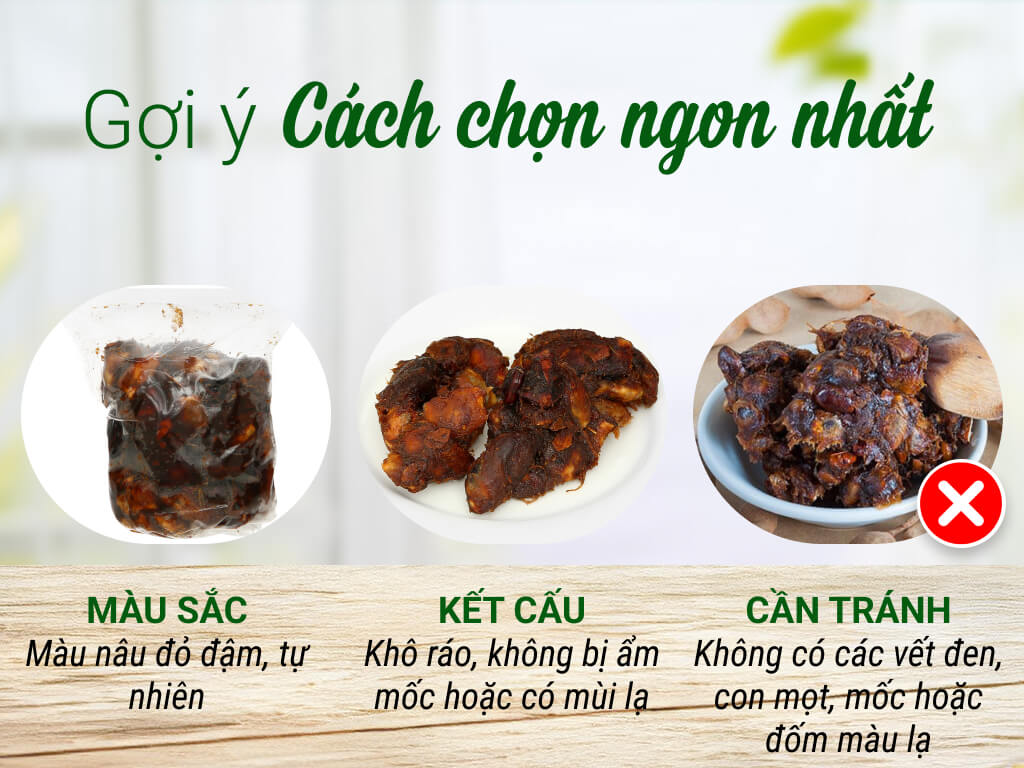 Gợi ý Cách chọn ngon nhất
MÀU SẮC
Màu nâu đỏ đậm, tự
nhiên
KẾT CẤU
Khô ráo, không bị ẩm
mốc hoặc có mùi lạ
CẦN TRÁNH
Không có các vết đen,
con mọt, mốc hoặc
đốm màu lạ